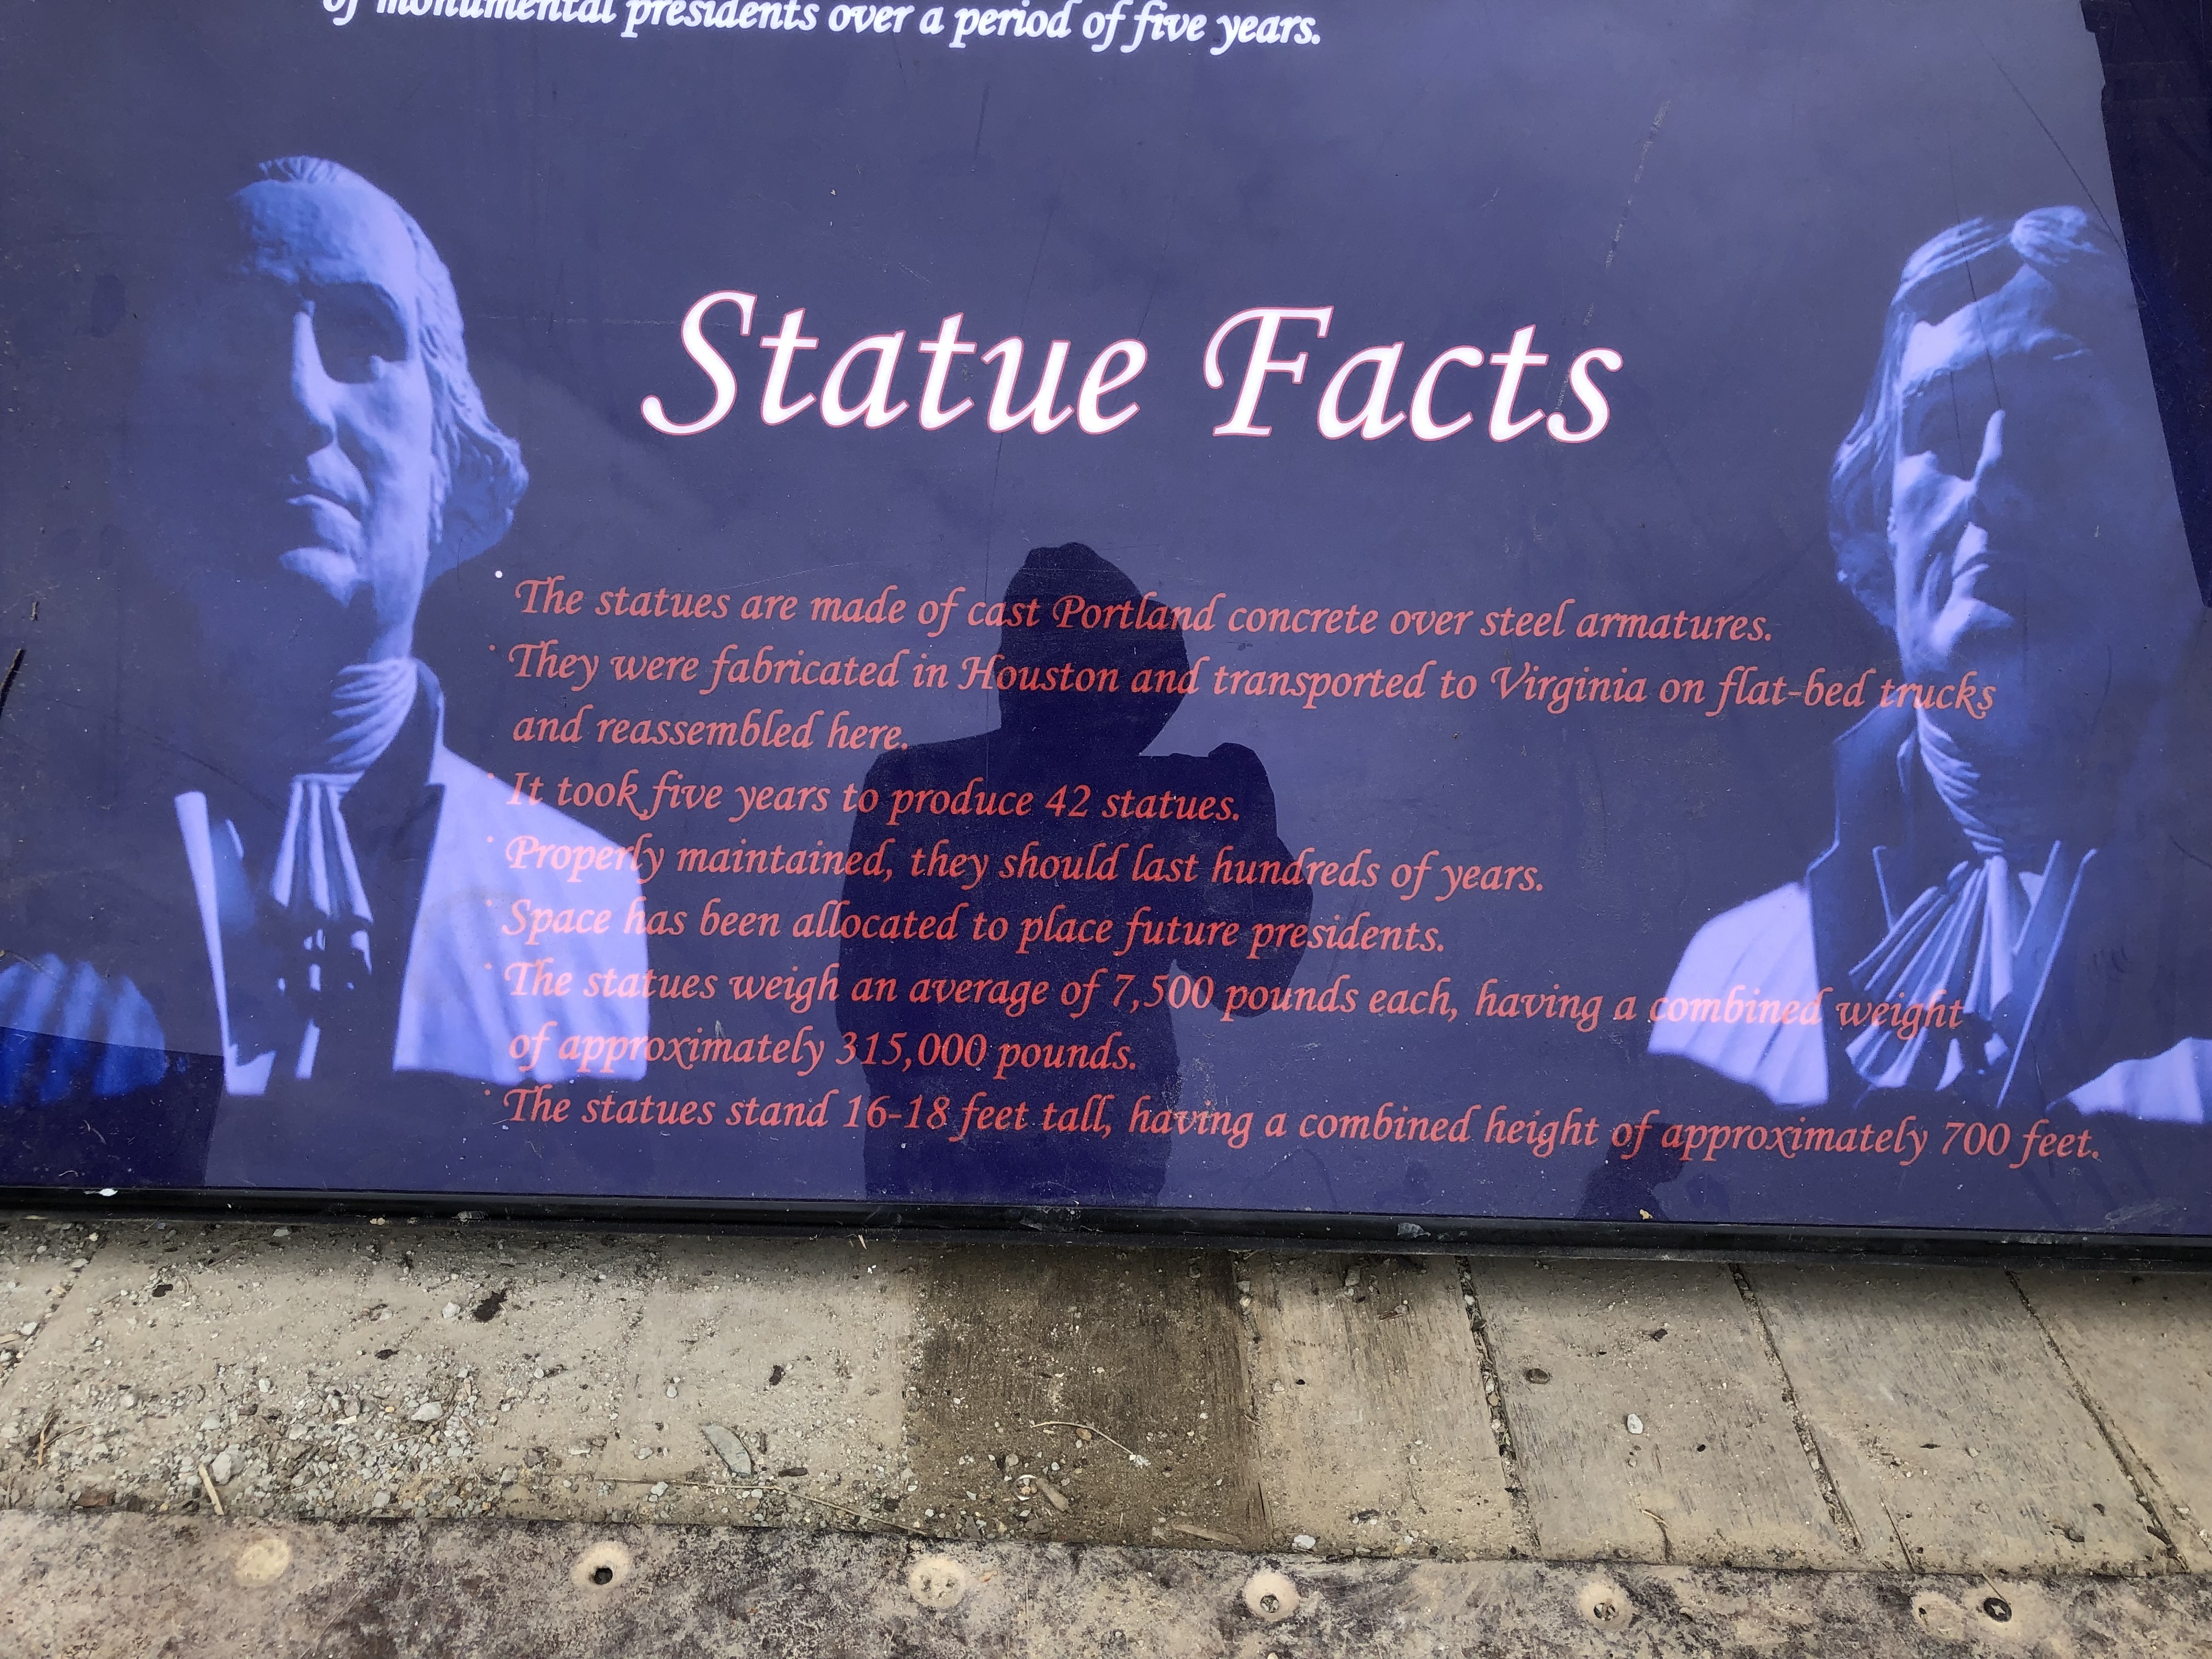 of monumental presidents over a period of five years.
Statue Facts
• The statues are made of cast Portland concrete over steel armatures.
• They were fabricated in Houston and transported to Virginia on flat-bed trucks
and reassembled here.
• It took five years to produce 42 statues.
• Properly maintained, they should last hundreds of years.
• Space has been allocated to place future presidents.
• The statues weigh an average of 7,500 pounds each, having a combined weight
of approximately 315,000 pounds.
• The statues stand 16-18 feet tall, having a combined height of approximately 700 feet.